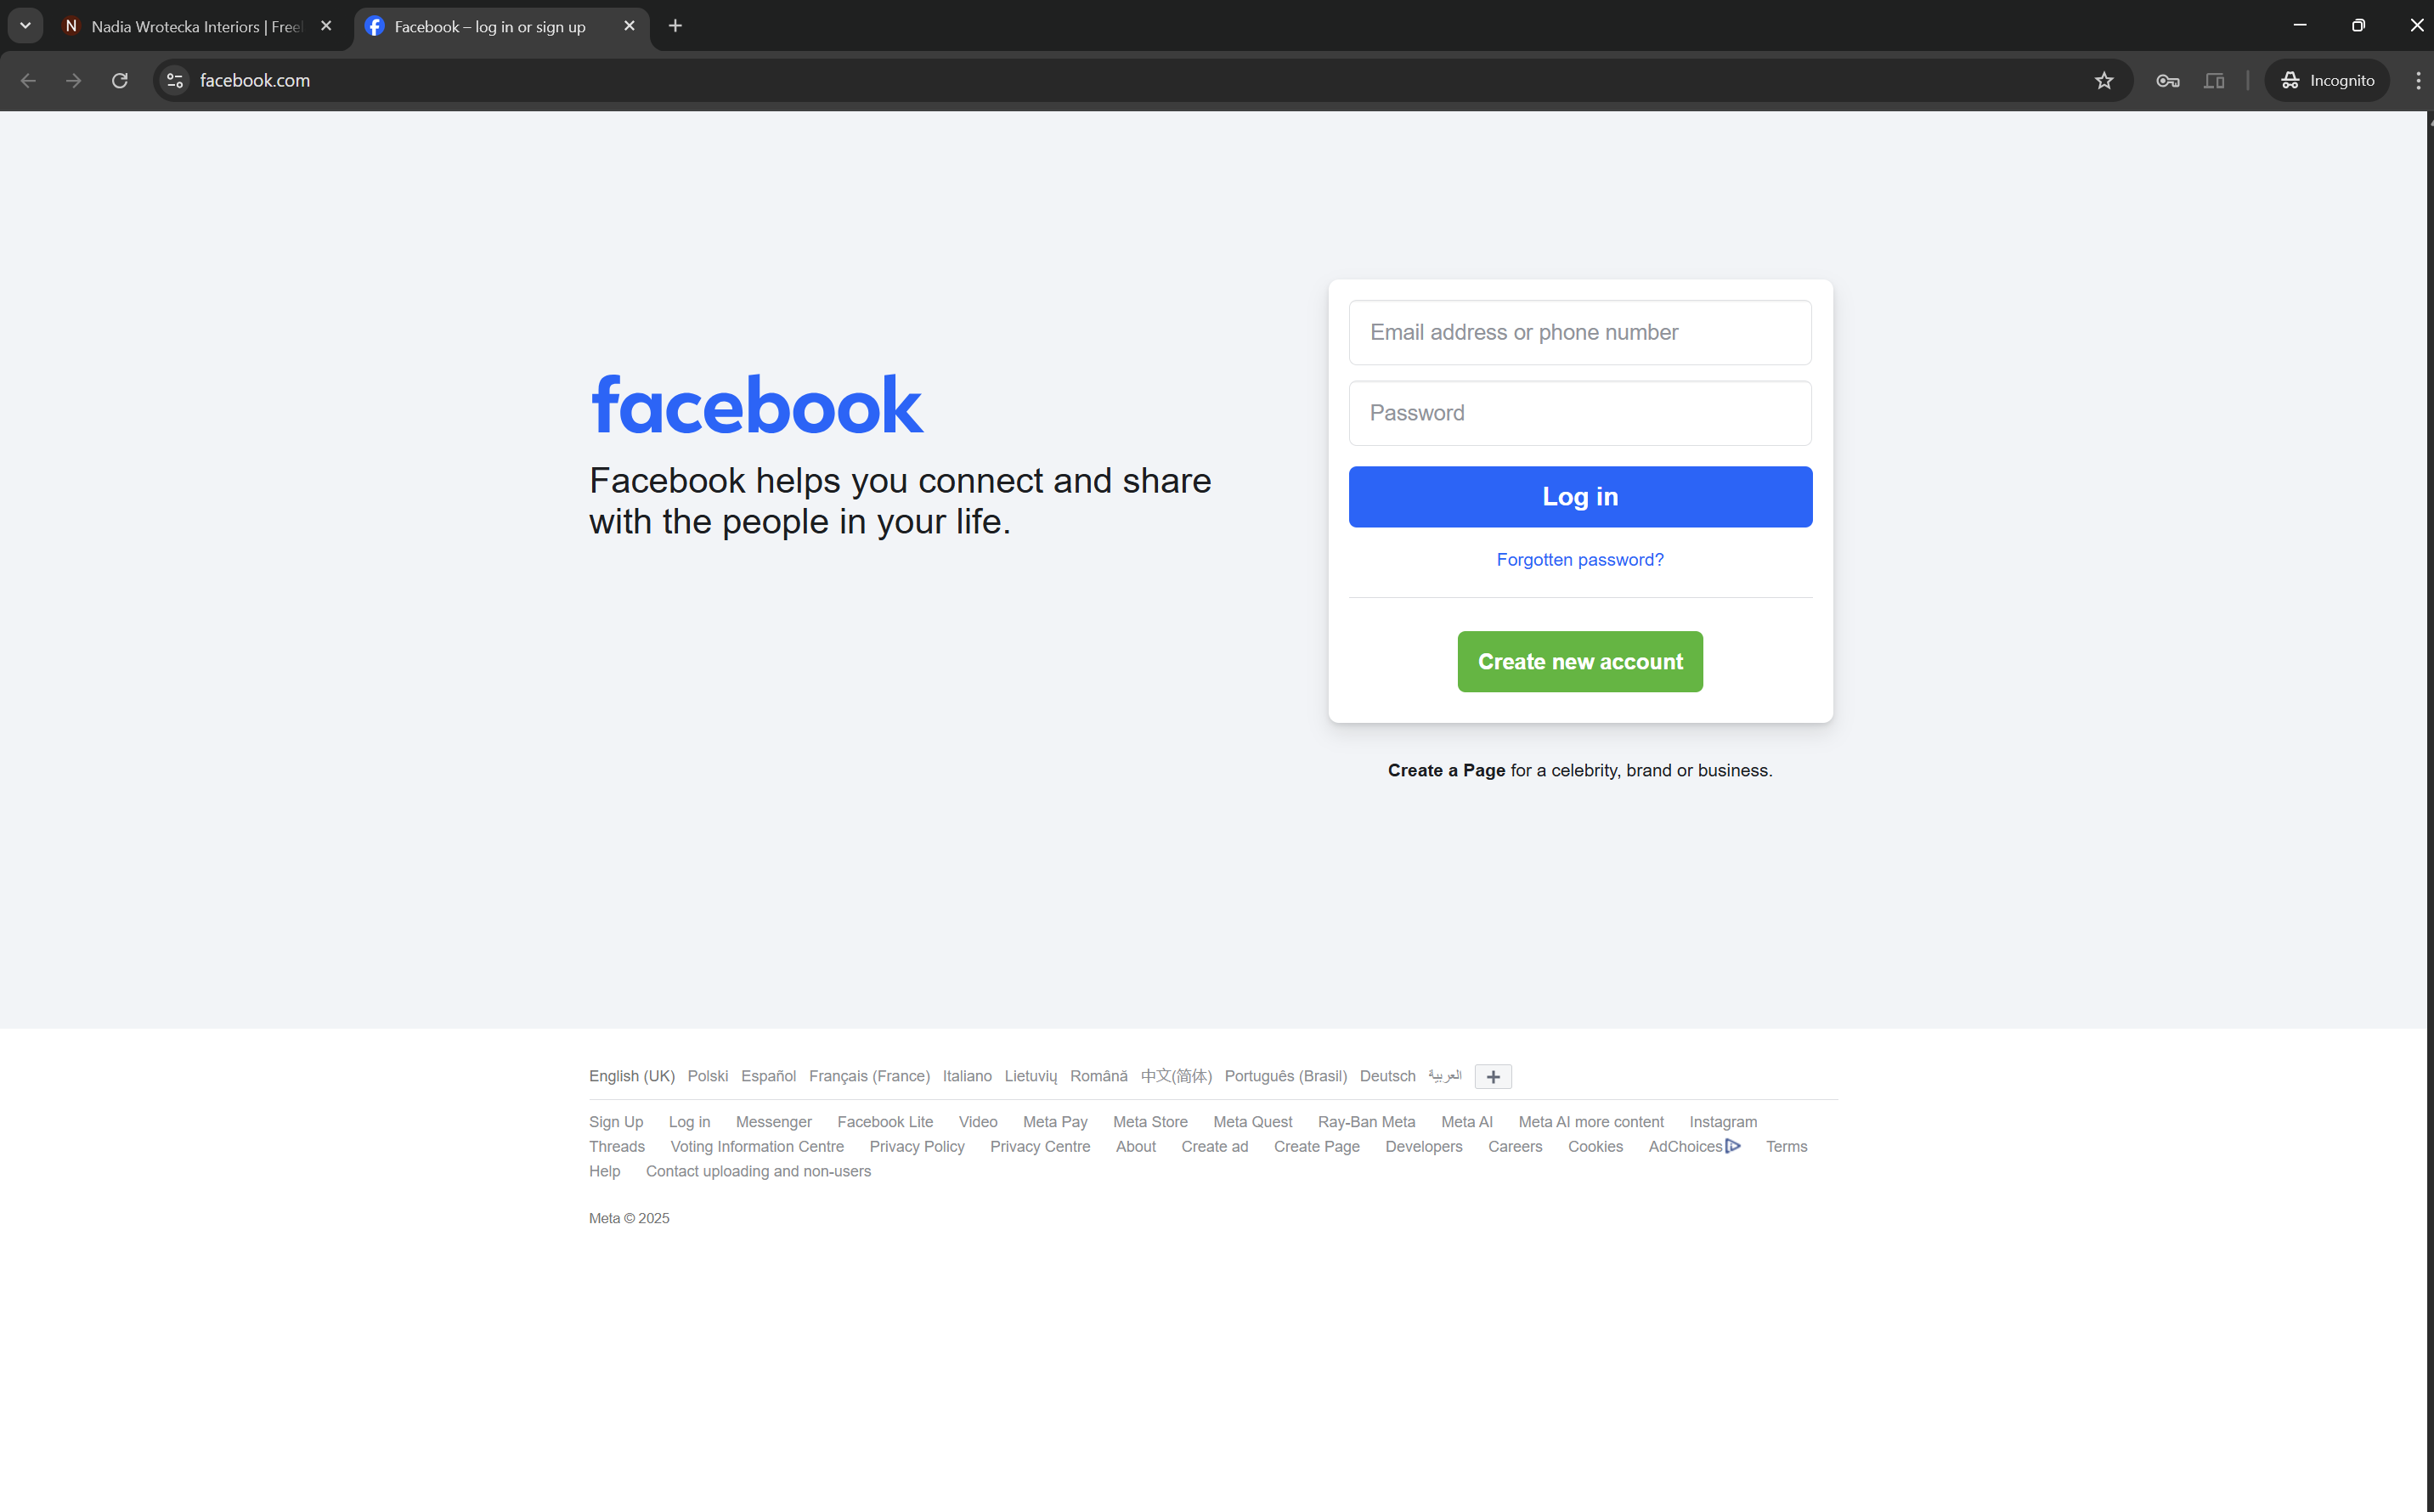 N Nadia Wrotecka Interiors | Free
Facebook – log in or sign up
facebook.com
Incognito
facebook
Facebook helps you connect and share
with the people in your life.
Email address or phone number
Password
Log in
Forgotten password?
Create new account
Create a Page for a celebrity, brand or business.
English (UK) Polski Español Français (France) Italiano Lietuvių Română 中文(简体) Português (Brasil) Deutsch العربية
Sign Up Log in Messenger Facebook Lite Video Meta Pay Meta Store Meta Quest Ray-Ban Meta Meta AI Meta AI more content Instagram
Threads Voting Information Centre Privacy Policy Privacy Centre About Create ad Create Page Developers Careers Cookies AdChoices Terms
Help Contact uploading and non-users
Meta © 2025